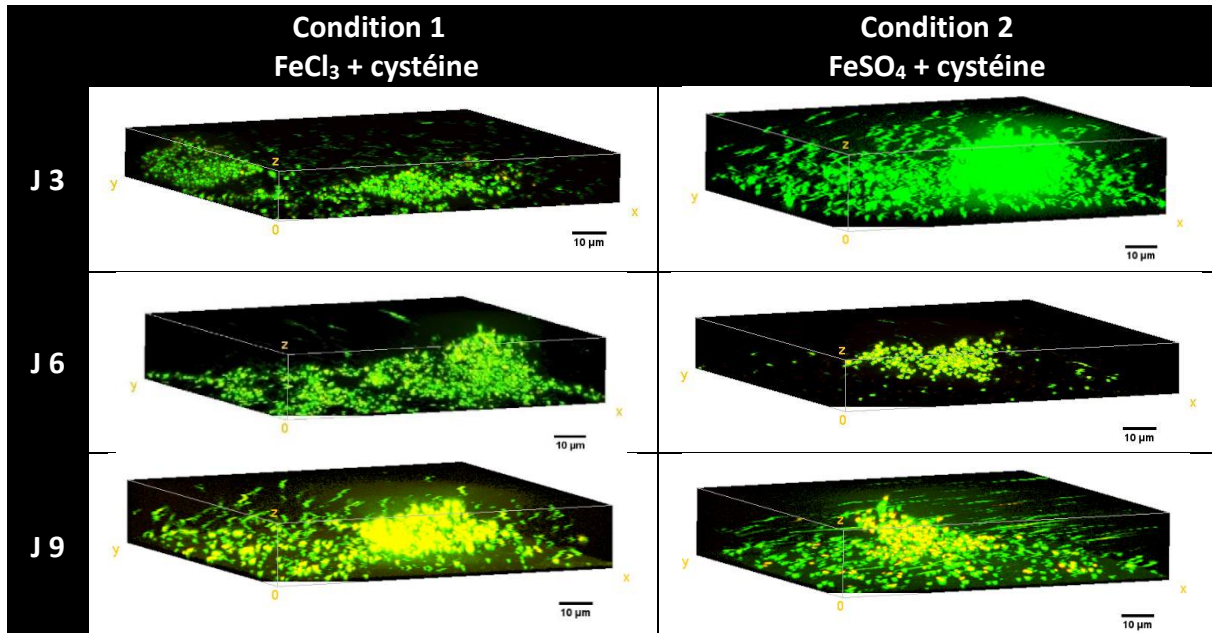 Condition 1
FeCl₃ + cystéine
Condition 2
FeSO₄ + cystéine
J 3
z
y
0
x
10 µm
z
y
0
x
10 µm
J 6
z
y
0
x
10 µm
z
y
0
x
10 µm
J 9
z
y
0
x
10 µm
z
y
0
x
10 µm